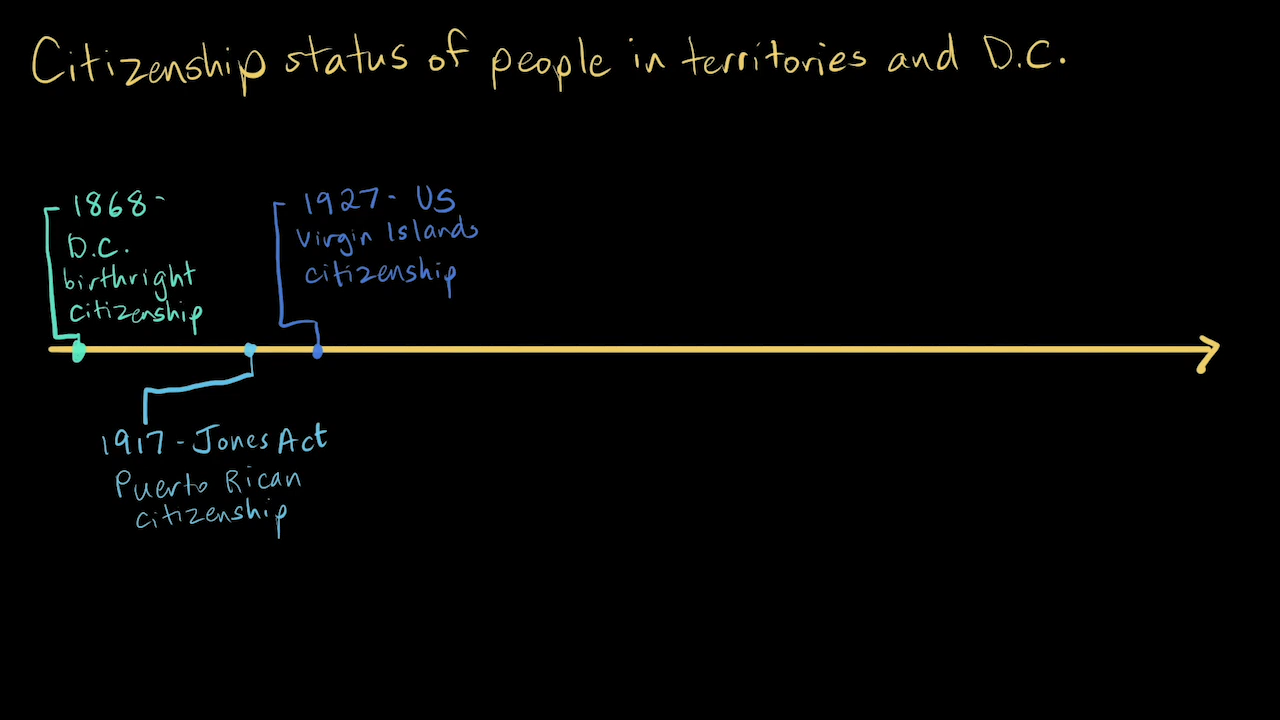 Citizenship status of people in territories and D.C.
1868-
D.C.
birthright
citizenship
1927- US
Virgin Islands
citizenship
1917-Jones Act
Puerto Rican
citizenship